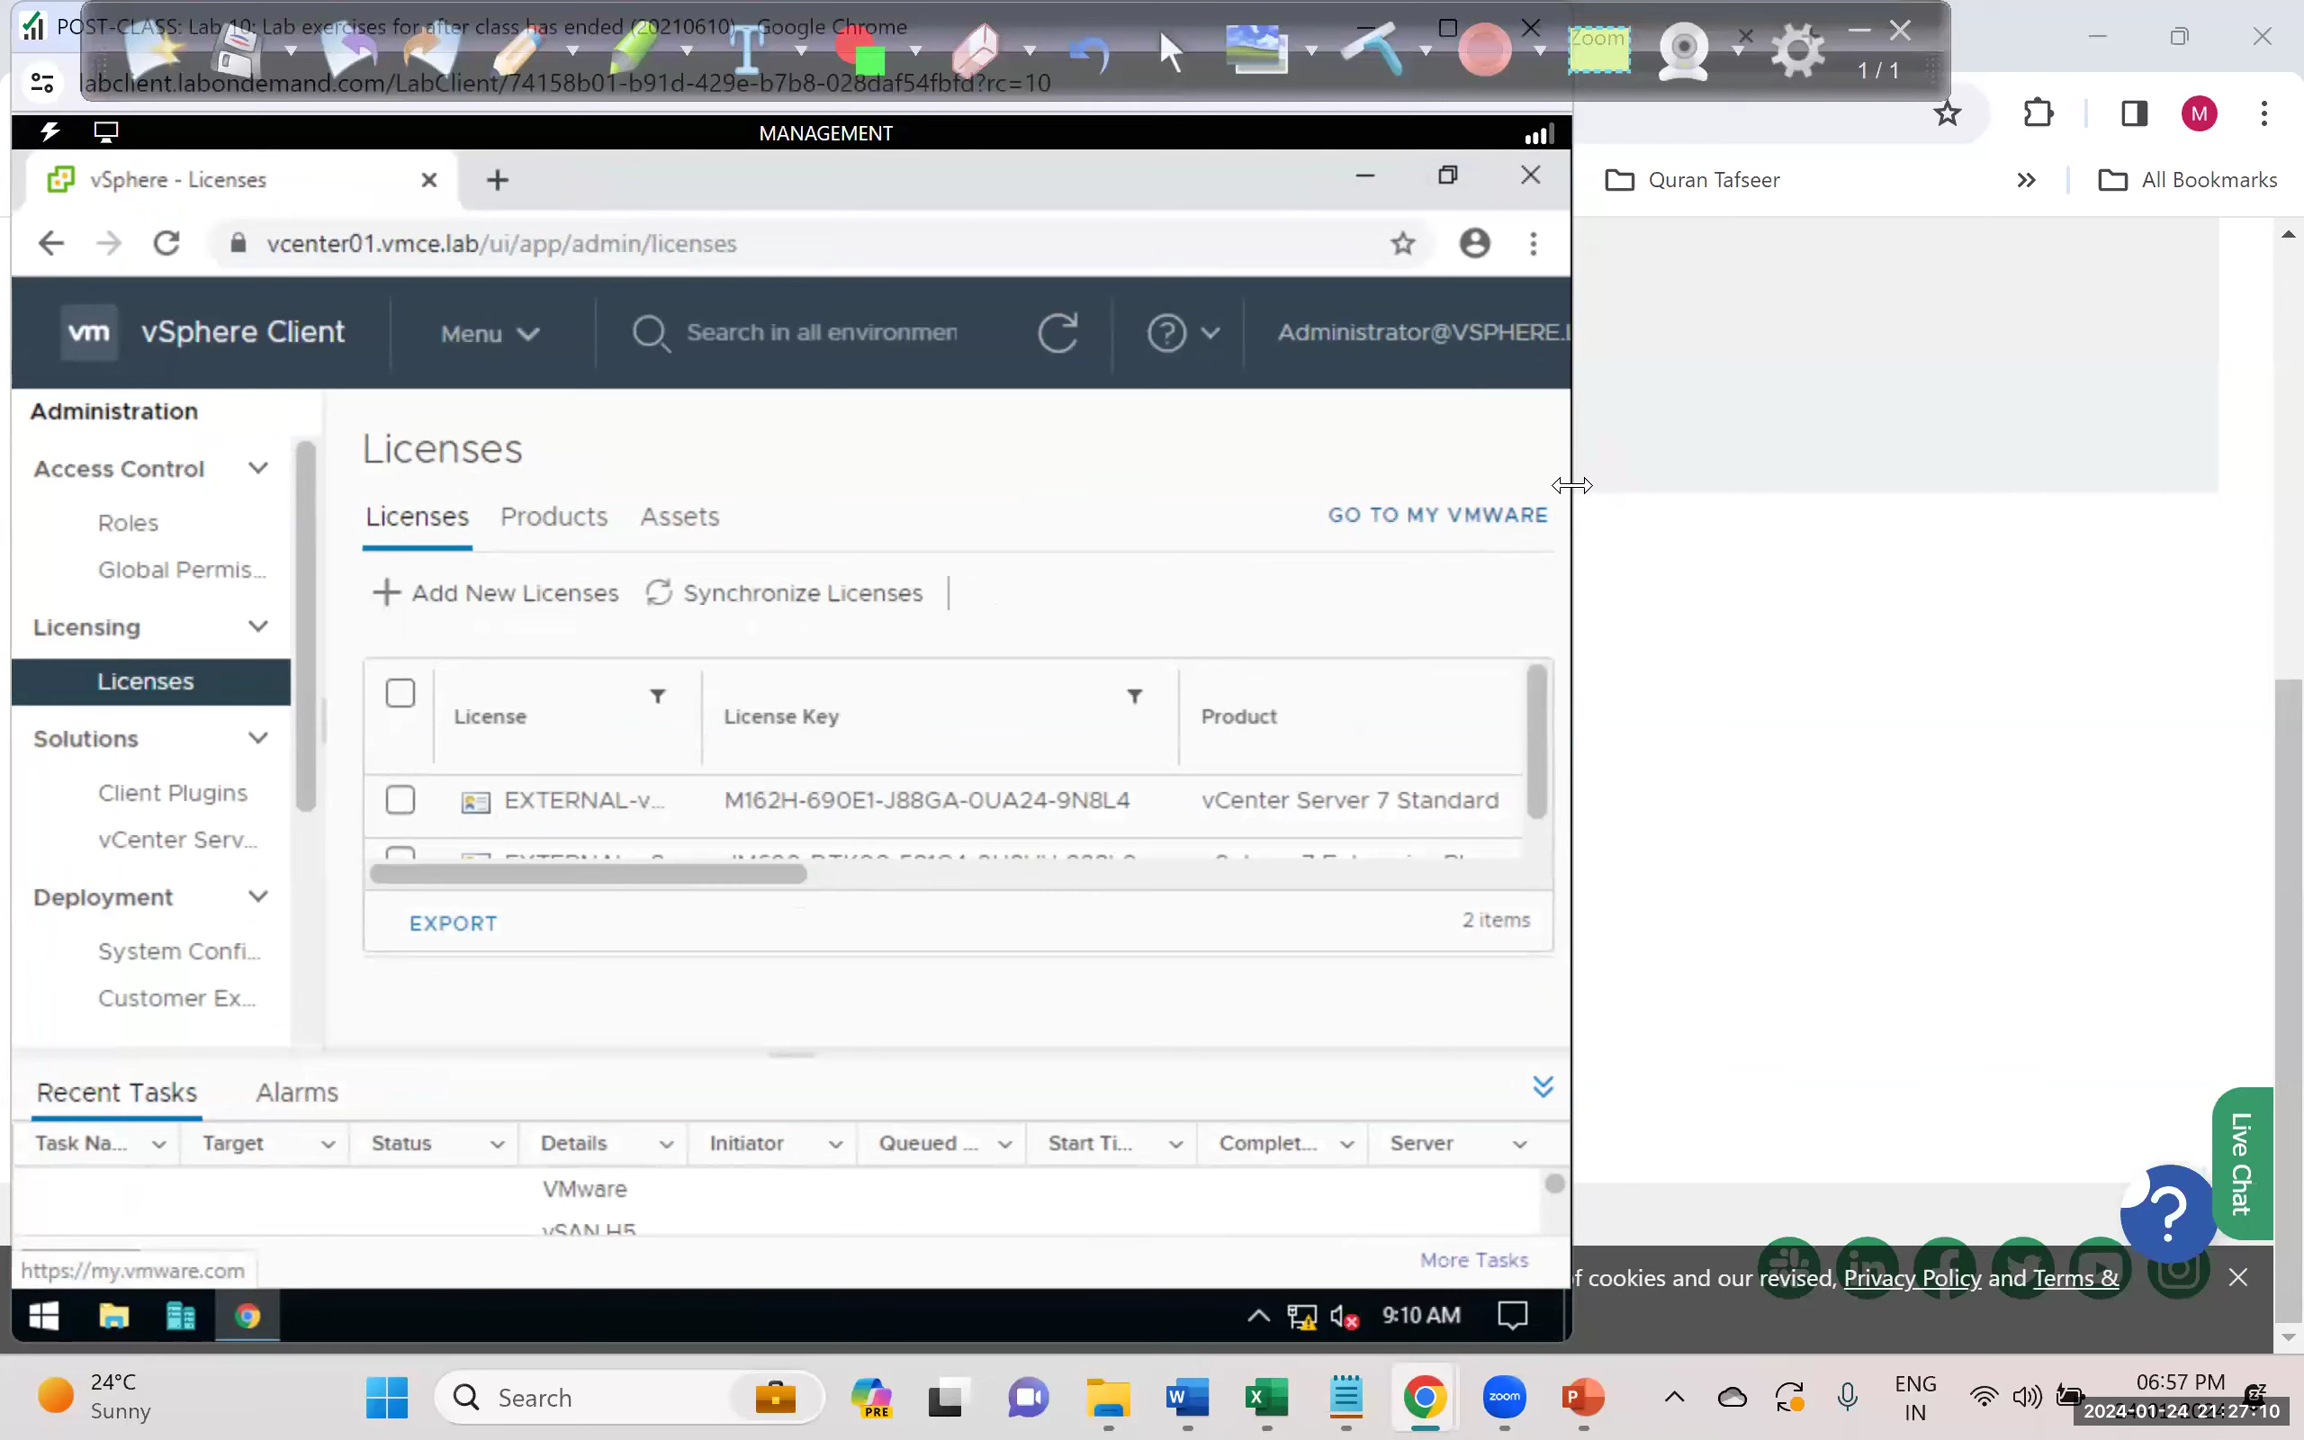 POST-CLASS: Lab 10: Lab exercises for after class has ended (20210610) - Google Chrome
Zoom
1 / 1
labclient.labondemand.com/LabClient/74158b01-b91d-429e-b7b8-028daf54fbfd?rc=10
M
MANAGEMENT
vSphere - Licenses
Quran Tafseer
All Bookmarks
vcenter01.vmce.lab/ui/app/admin/licenses
vm vSphere Client
Menu
Search in all environmen
Administrator@VSPHERE.
Administration
Access Control
Roles
Global Permis...
Licensing
Licenses
Solutions
Client Plugins
vCenter Serv...
Deployment
System Confi...
Customer Ex...
Licenses
Licenses Products Assets
GO TO MY VMWARE
Add New Licenses
Synchronize Licenses
License License Key Product
EXTERNAL-v... M162H-690E1-J88GA-0UA24-9N8L4 vCenter Server 7 Standard
EXPORT
2 items
Recent Tasks Alarms
Task Na... Target Status Details Initiator Queued ... Start Ti... Complet... Server
VMware
vSAN H5
More Tasks
https://my.vmware.com
9:10 AM
Live Chat
of cookies and our revised, Privacy Policy and Terms &
24°C
Sunny
Search
PRE
zoom
ENG
IN
06:57 PM
2024-01-24 21:27:10